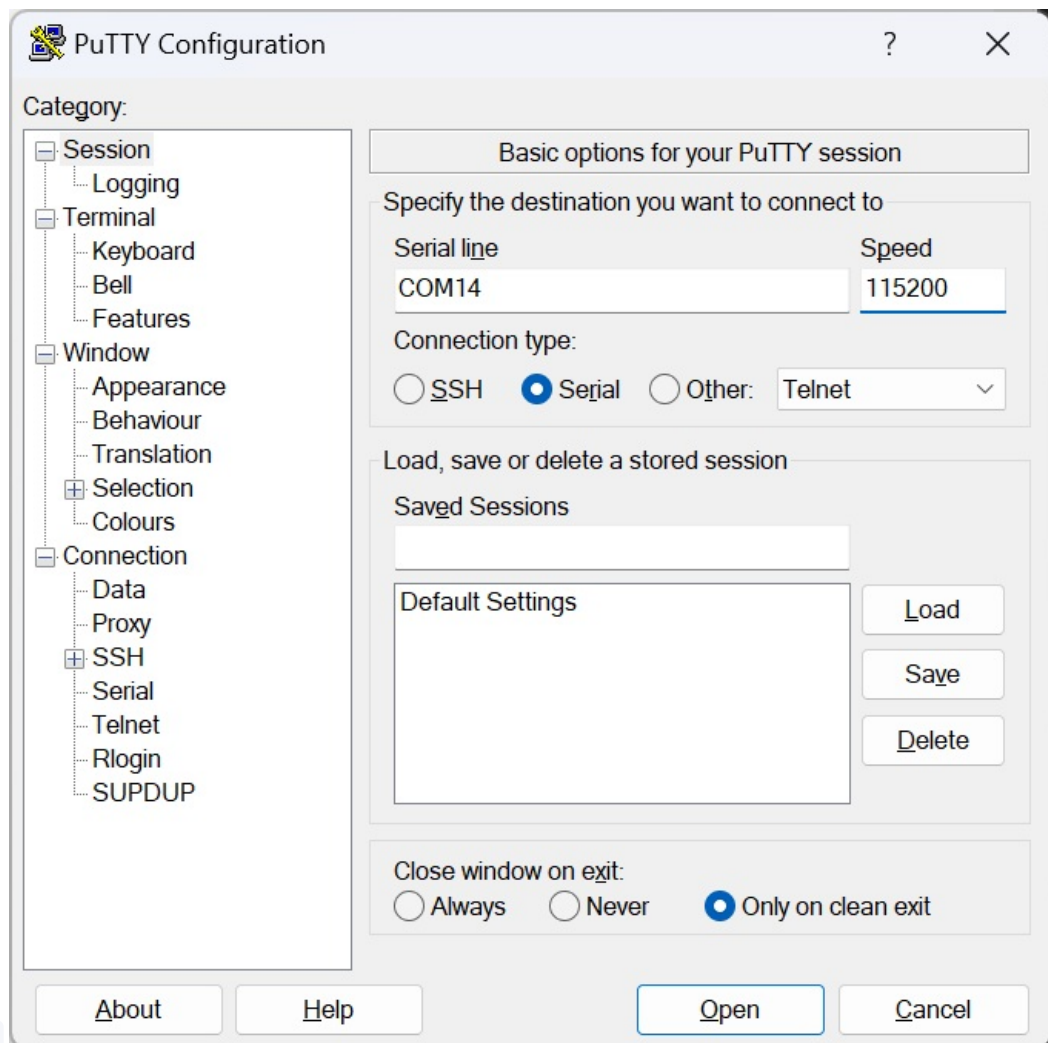 PuTTY Configuration
?
Category:
Session
Logging
Terminal
Keyboard
Bell
Features
Window
Appearance
Behaviour
Translation
Selection
Colours
Connection
Data
Proxy
SSH
Serial
Telnet
Rlogin
SUPDUP
Basic options for your PuTTY session
Specify the destination you want to connect to
Serial line Speed
COM14 115200
Connection type:
SSH Serial Other: Telnet
Load, save or delete a stored session
Saved Sessions
Default Settings
Load
Save
Delete
Close window on exit:
Always Never Only on clean exit
About Help Open Cancel